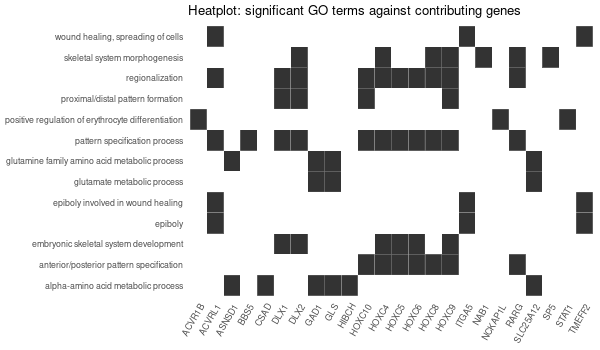 Heatplot: significant GO terms against contributing genes
wound healing, spreading of cells
skeletal system morphogenesis
regionalization
proximal/distal pattern formation
positive regulation of erythrocyte differentiation
pattern specification process
glutamine family amino acid metabolic process
glutamate metabolic process
epiboly involved in wound healing
epiboly
embryonic skeletal system development
anterior/posterior pattern specification
alpha-amino acid metabolic process
ACVR1B
ACVRL1
ASNSD1
BBS5
CSAD
DLX1
DLX2
GAD1
GLS
HIBCH
HOXC10
HOXC4
HOXC5
HOXC6
HOXC8
HOXC9
ITGA5
NAB1
NCKAP1L
RARG
SLC25A12
SP5
STAT1
TMEFF2